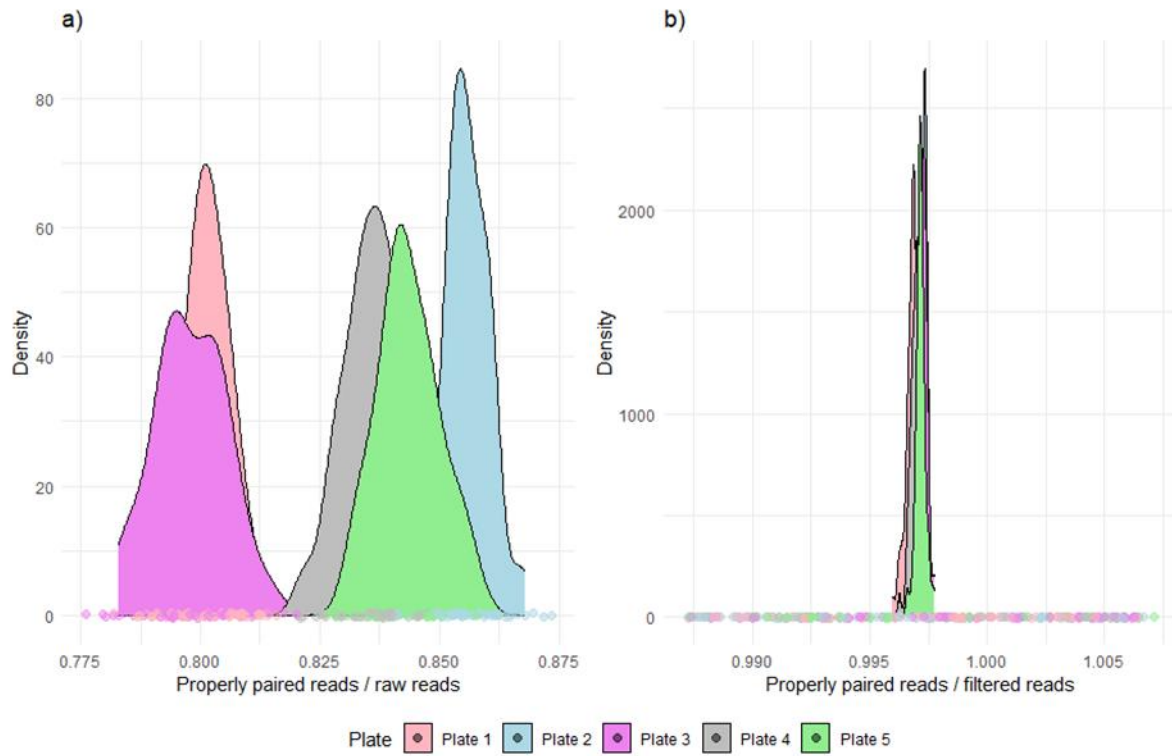 a)
b)
80
60
40
20
0
Density
0.775 0.800 0.825 0.850 0.875
Properly paired reads / raw reads
2000
1000
0
Density
0.990 0.995 1.000 1.005
Properly paired reads / filtered reads
Plate Plate 1 Plate 2 Plate 3 Plate 4 Plate 5